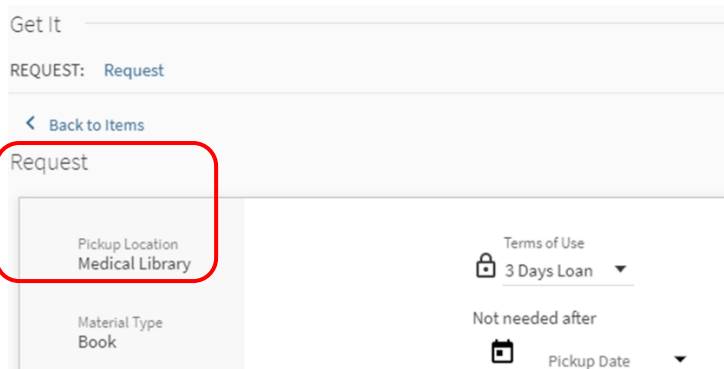 Get It
REQUEST: Request
Back to Items
Request
Pickup Location
Medical Library
Terms of Use
3 Days Loan
Material Type
Book
Not needed after
Pickup Date